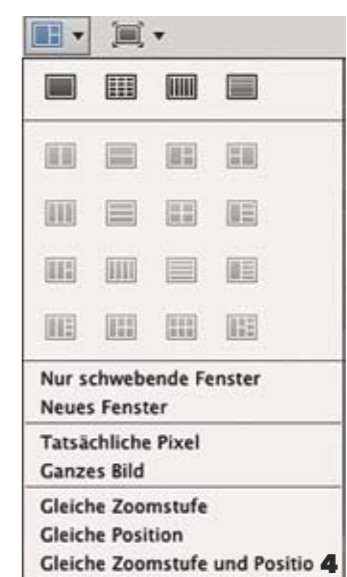 Nur schwebende Fenster
Neues Fenster
Tatsächliche Pixel
Ganzes Bild
Gleiche Zoomstufe
Gleiche Position
Gleiche Zoomstufe und Positio 4